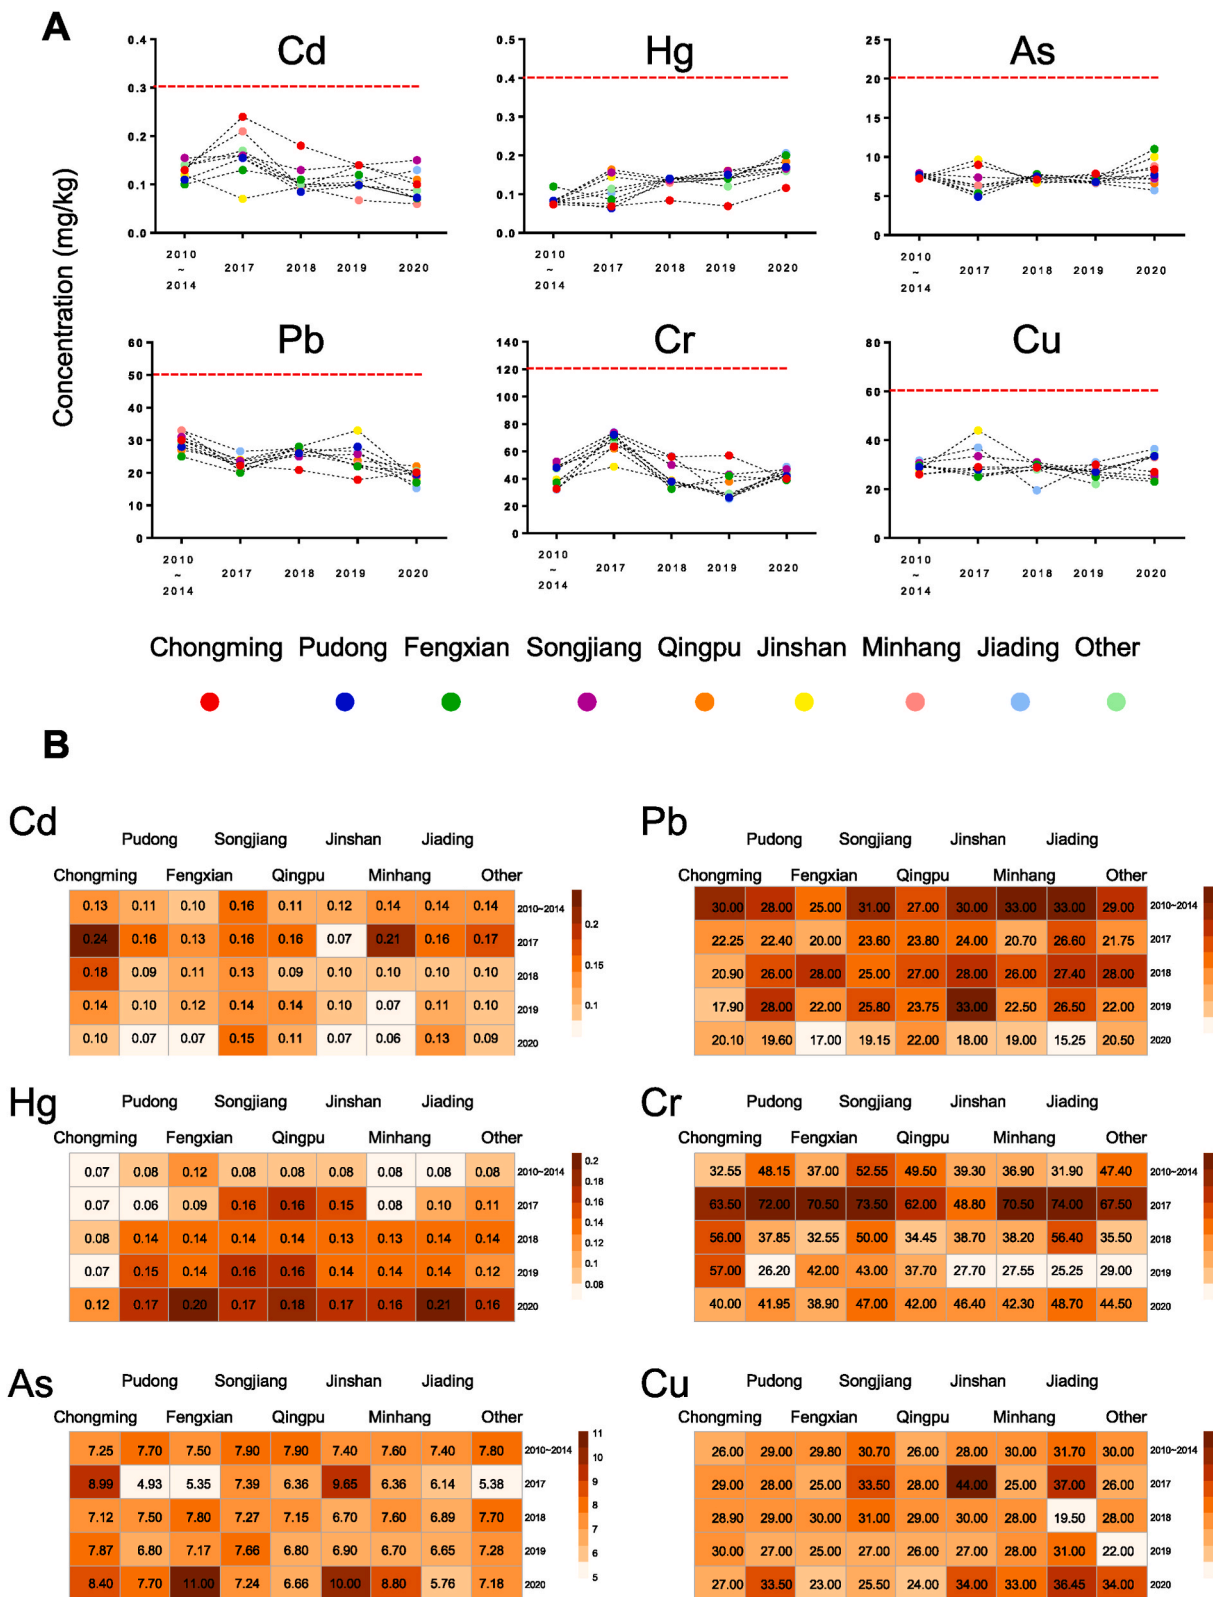 A
Cd
Hg
As
Concentration (mg/kg)
0.4
0.3
0.2
0.1
0.0
2010
~
2014
2017
2018
2019
2020
0.5
0.4
0.3
0.2
0.1
0.0
2010
~
2014
2017
2018
2019
2020
25
20
15
10
5
0
2010
~
2014
2017
2018
2019
2020
Pb
Cr
Cu
60
50
40
30
20
10
0
2010
~
2014
2017
2018
2019
2020
140
120
100
80
60
40
20
0
2010
~
2014
2017
2018
2019
2020
80
60
40
20
0
2010
~
2014
2017
2018
2019
2020
Chongming Pudong Fengxian Songjiang Qingpu Jinshan Minhang Jiading Other
B
Cd
Pudong Songjiang Jinshan Jiading
Chongming Fengxian Qingpu Minhang Other
0.13 0.11 0.10 0.16 0.11 0.12 0.14 0.14 0.14 2010~2014
0.24 0.16 0.13 0.16 0.16 0.07 0.21 0.16 0.17 2017
0.18 0.09 0.11 0.13 0.09 0.10 0.10 0.10 0.10 2018
0.14 0.10 0.12 0.14 0.14 0.10 0.07 0.11 0.10 2019
0.10 0.07 0.07 0.15 0.11 0.07 0.06 0.13 0.09 2020
0.2
0.15
0.1
Pb
Pudong Songjiang Jinshan Jiading
Chongming Fengxian Qingpu Minhang Other
30.00 28.00 25.00 31.00 27.00 30.00 33.00 33.00 29.00 2010~2014
22.25 22.40 20.00 23.60 23.80 24.00 20.70 26.60 21.75 2017
20.90 26.00 28.00 25.00 27.00 28.00 26.00 27.40 28.00 2018
17.90 28.00 22.00 25.80 23.75 33.00 22.50 26.50 22.00 2019
20.10 19.60 17.00 19.15 22.00 18.00 19.00 15.25 20.50 2020
Hg
Pudong Songjiang Jinshan Jiading
Chongming Fengxian Qingpu Minhang Other
0.07 0.08 0.12 0.08 0.08 0.08 0.08 0.08 0.08 2010~2014
0.07 0.06 0.09 0.16 0.16 0.15 0.08 0.10 0.11 2017
0.08 0.14 0.14 0.14 0.14 0.13 0.13 0.14 0.14 2018
0.07 0.15 0.14 0.16 0.16 0.14 0.14 0.14 0.12 2019
0.12 0.17 0.20 0.17 0.18 0.17 0.16 0.21 0.16 2020
0.2
0.18
0.16
0.14
0.12
0.1
0.08
Cr
Pudong Songjiang Jinshan Jiading
Chongming Fengxian Qingpu Minhang Other
32.55 48.15 37.00 52.55 49.50 39.30 36.90 31.90 47.40 2010~2014
63.50 72.00 70.50 73.50 62.00 48.80 70.50 74.00 67.50 2017
56.00 37.85 32.55 50.00 34.45 38.70 38.20 56.40 35.50 2018
57.00 26.20 42.00 43.00 37.70 27.70 27.55 25.25 29.00 2019
40.00 41.95 38.90 47.00 42.00 46.40 42.30 48.70 44.50 2020
As
Pudong Songjiang Jinshan Jiading
Chongming Fengxian Qingpu Minhang Other
7.25 7.70 7.50 7.90 7.90 7.40 7.60 7.40 7.80 2010~2014
8.99 4.93 5.35 7.39 6.36 9.65 6.36 6.14 5.38 2017
7.12 7.50 7.80 7.27 7.15 6.70 7.60 6.89 7.70 2018
7.87 6.80 7.17 7.66 6.80 6.90 6.70 6.65 7.28 2019
8.40 7.70 11.00 7.24 6.66 10.00 8.80 5.76 7.18 2020
11
10
9
8
7
6
5
Cu
Pudong Songjiang Jinshan Jiading
Chongming Fengxian Qingpu Minhang Other
26.00 29.00 29.80 30.70 26.00 28.00 30.00 31.70 30.00 2010~2014
29.00 28.00 25.00 33.50 28.00 44.00 25.00 37.00 26.00 2017
28.90 29.00 30.00 31.00 29.00 30.00 28.00 19.50 28.00 2018
30.00 27.00 25.00 27.00 26.00 27.00 28.00 31.00 22.00 2019
27.00 33.50 23.00 25.50 24.00 34.00 33.00 36.45 34.00 2020